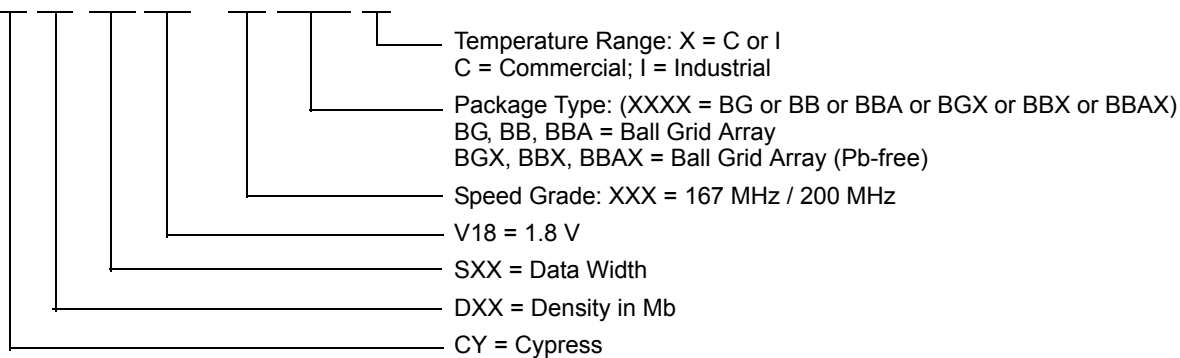 Temperature Range: X = C or I
C = Commercial; I = Industrial
Package Type: (XXXX = BG or BB or BBA or BGX or BBX or BBAX)
BG, BB, BBA = Ball Grid Array
BGX, BBX, BBAX = Ball Grid Array (Pb-free)
Speed Grade: XXX = 167 MHz / 200 MHz
V18 = 1.8 V
SXX = Data Width
DXX = Density in Mb
CY = Cypress